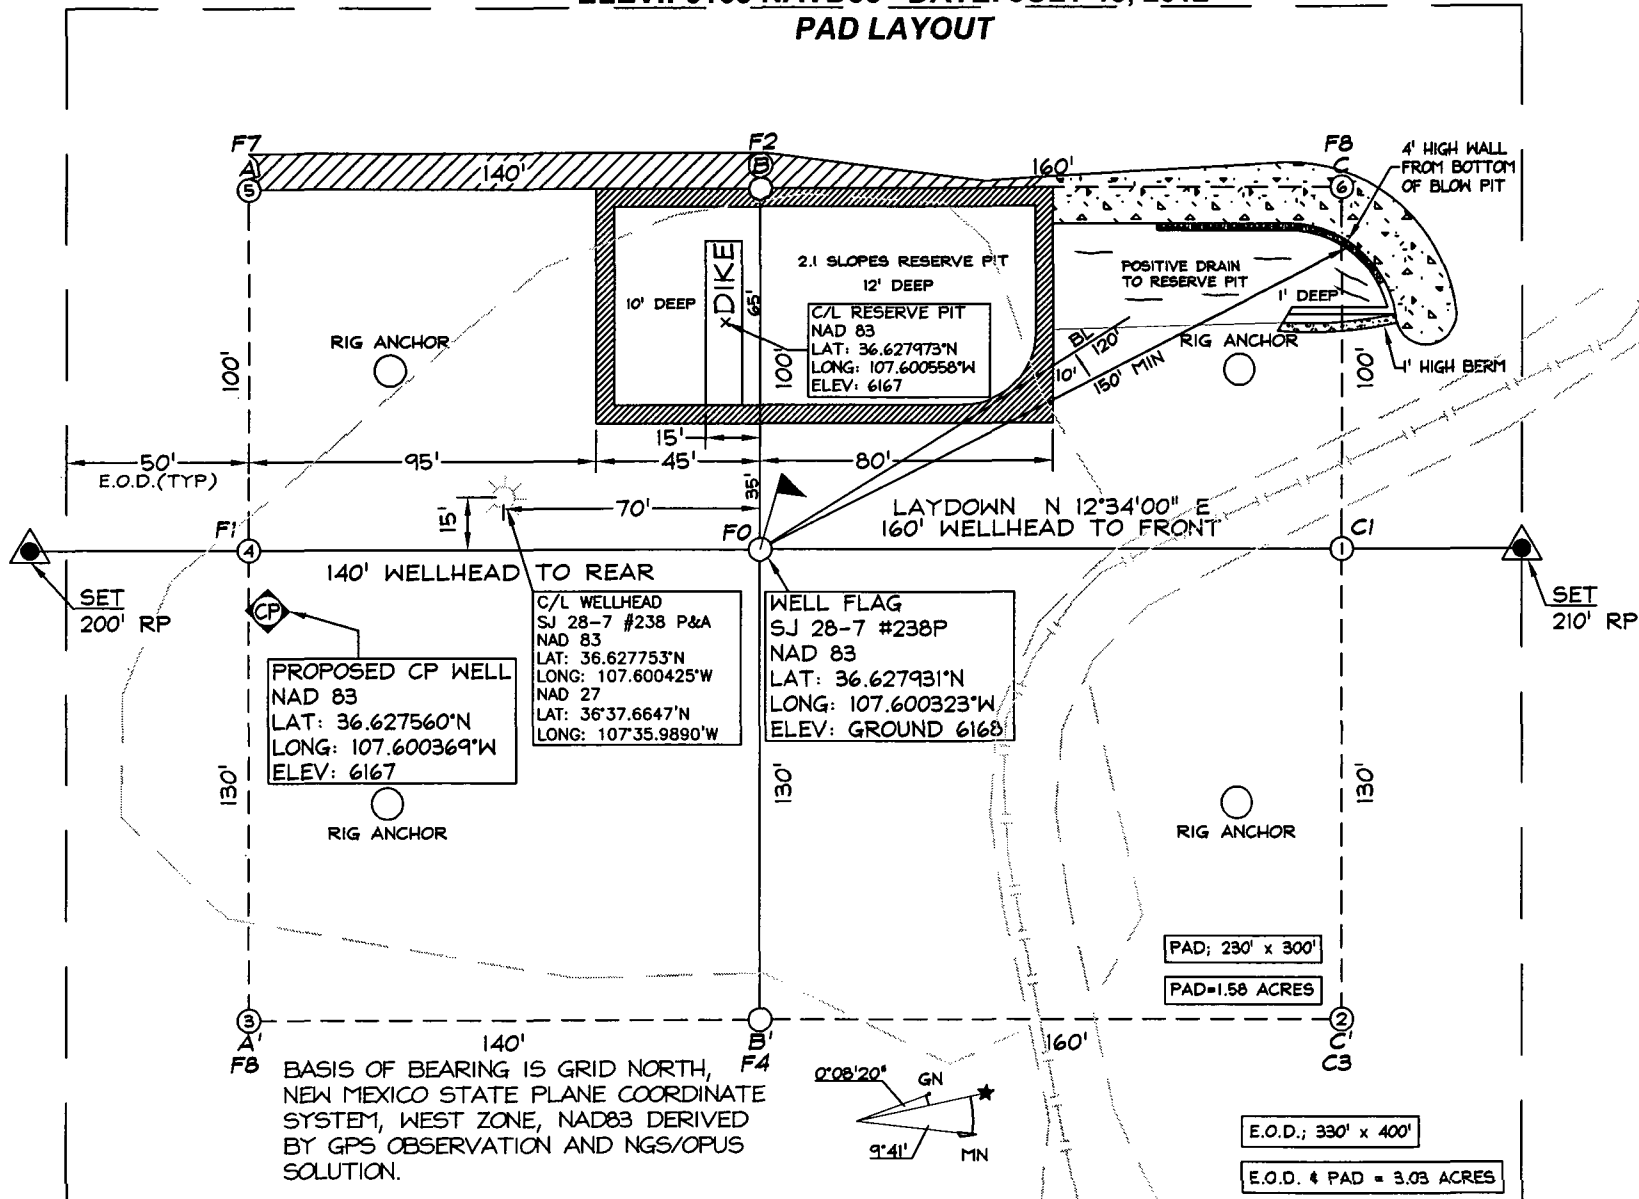 PAD LAYOUT
F7
A
5
140'
F2
B
160'
F8
C
6
4' HIGH WALL
FROM BOTTOM
OF BLOW PIT
2.1 SLOPES RESERVE PIT
12' DEEP
10' DEEP
DIKE
x
65'
C/L RESERVE PIT
NAD 83
LAT: 36.627973°N
LONG: 107.600558°W
ELEV: 6167
POSITIVE DRAIN
TO RESERVE PIT
1' DEEP
1' HIGH BERM
RIG ANCHOR
RIG ANCHOR
100'
100'
100'
BL
120'
10'
150' MIN
15'
50'
E.O.D.(TYP)
95'
45'
80'
15'
70'
35'
LAYDOWN N 12°34'00" E
160' WELLHEAD TO FRONT
F1
4
F0
C1
1
140' WELLHEAD TO REAR
SET
200' RP
SET
210' RP
CP
PROPOSED CP WELL
NAD 83
LAT: 36.627560°N
LONG: 107.600369°W
ELEV: 6167
C/L WELLHEAD
SJ 28-7 #238 P&A
NAD 83
LAT: 36.627753°N
LONG: 107.600425°W
NAD 27
LAT: 36°37.6647'N
LONG: 107°35.9890'W
WELL FLAG
SJ 28-7 #238P
NAD 83
LAT: 36.627931°N
LONG: 107.600323°W
ELEV: GROUND 6168
130'
130'
130'
RIG ANCHOR
RIG ANCHOR
PAD; 230' x 300'
PAD=1.58 ACRES
3
A'
F8
140'
B'
F4
160'
2
C'
C3
BASIS OF BEARING IS GRID NORTH,
NEW MEXICO STATE PLANE COORDINATE
SYSTEM, WEST ZONE, NAD83 DERIVED
BY GPS OBSERVATION AND NGS/OPUS
SOLUTION.
0°08'20"
GN
9°41'
MN
E.O.D.; 330' x 400'
E.O.D. & PAD = 3.03 ACRES